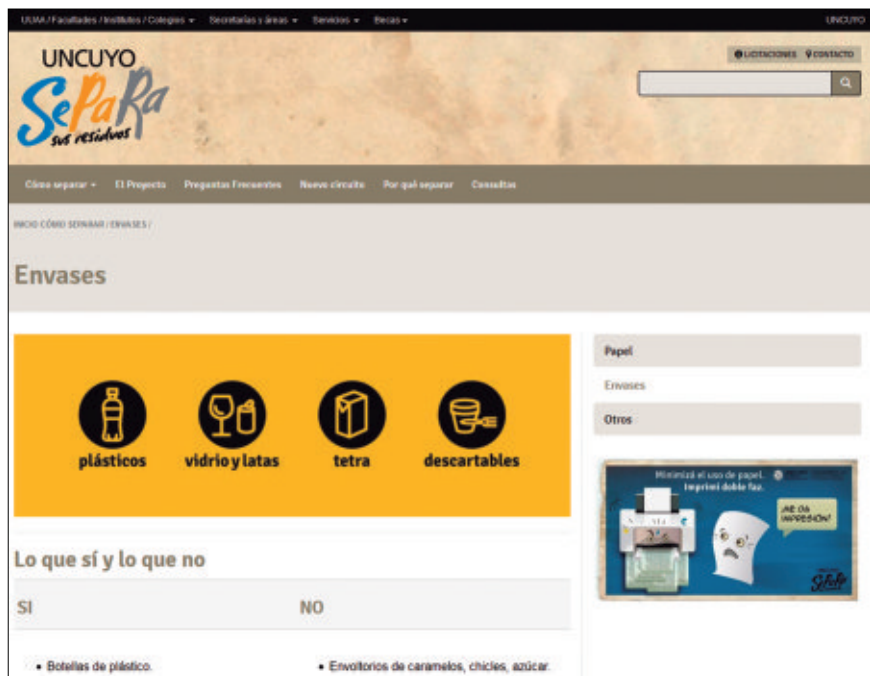 UUAA / Facultades / Institutos / Colegios Secretarías y áreas Servicios Becas UNCUYO
UNCUYO
SePaRa
sus residuos
LICITACIONES CONTACTO
Cómo separar El Proyecto Preguntas Frecuentes Nuevo circuito Por qué separar Consultas
INICIO CÓMO SEPARAR / ENVASES /
Envases
plásticos vidrio y latas tetra descartables
Papel
Envases
Otros
Minimizá el uso de papel.
Imprimí doble faz.
¡ME DA
IMPRESIÓN!
SePaRa
Lo que sí y lo que no
SI NO
• Botellas de plástico. • Envoltorios de caramelos, chicles, azúcar.